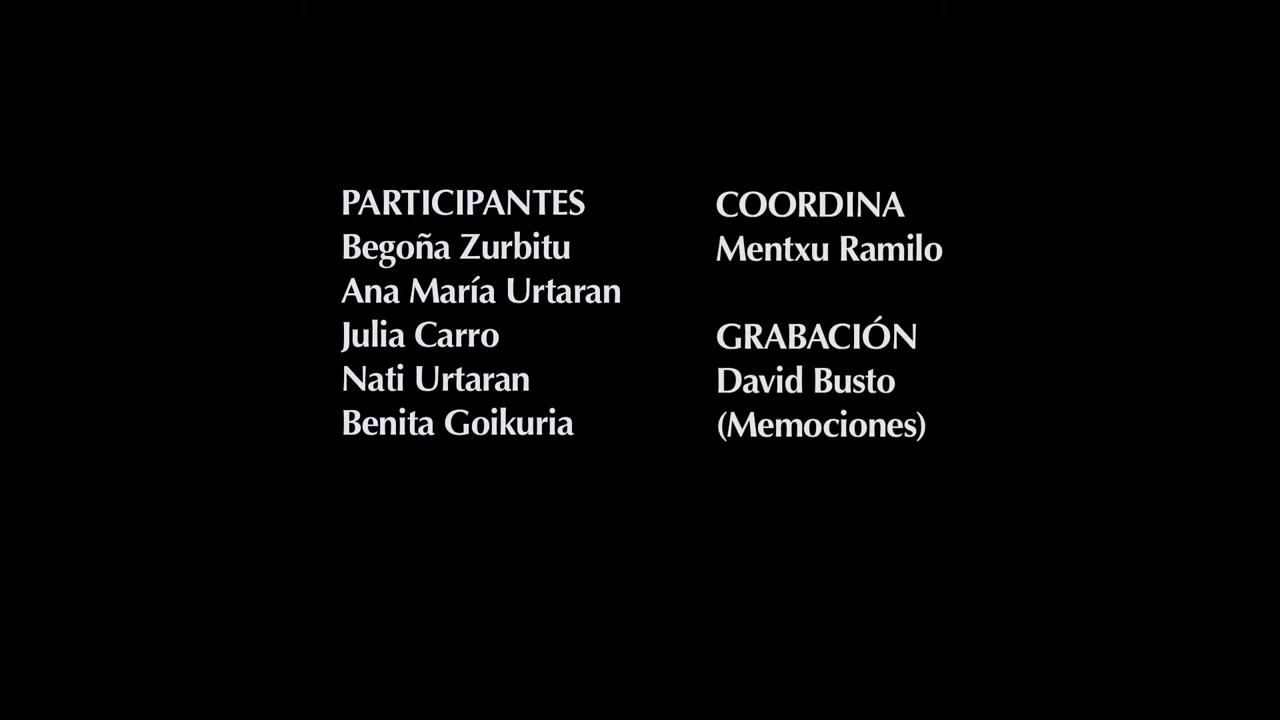 PARTICIPANTES
Begoña Zurbitu
Ana María Urtaran
Julia Carro
Nati Urtaran
Benita Goikuria
COORDINA
Mentxu Ramilo
GRABACIÓN
David Busto
(Memociones)